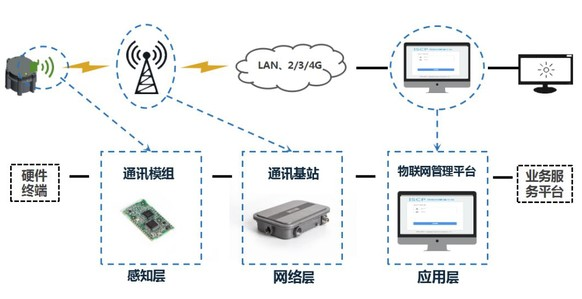 LAN、2/3/4G
硬件
终端
通讯模组
通讯基站
物联网管理平台
业务服
务平台
感知层
网络层
应用层